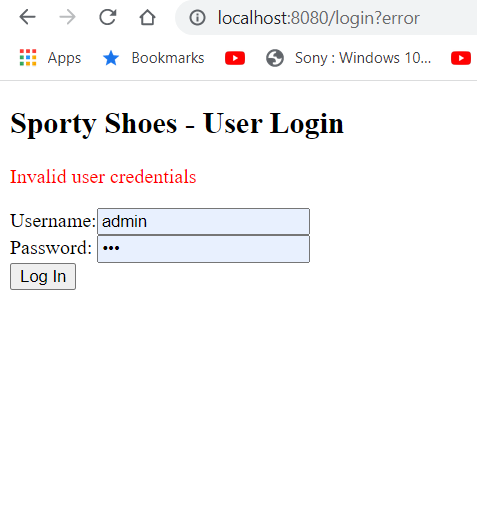 localhost:8080/login?error
Apps Bookmarks Sony : Windows 10...
Sporty Shoes - User Login
Invalid user credentials
Username: admin
Password: •••
Log In